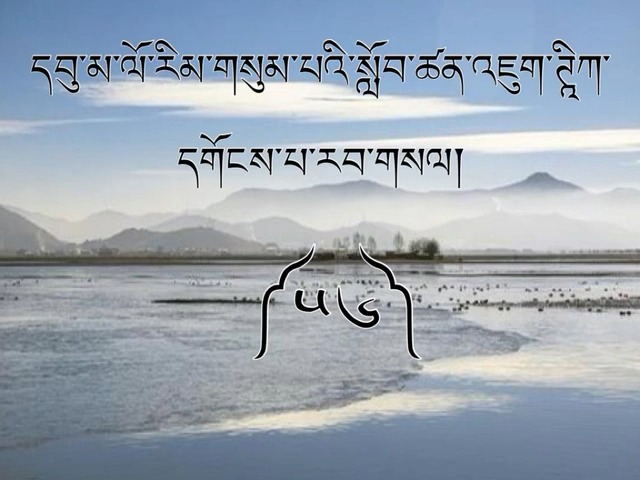 དབུ་མ་ལོ་རིམ་གསུམ་པའི་སློབ་ཚན་འཇུག་ཊཱིཀ་
དགོངས་པ་རབ་གསལ།
༼༥༦༽